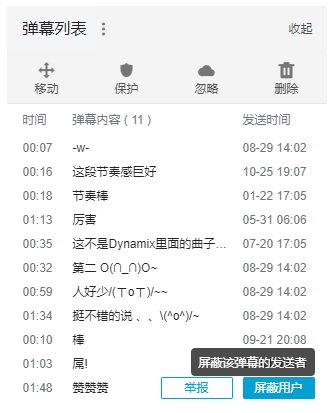 弹幕列表 ⋮ 收起
移动 保护 忽略 删除
时间 弹幕内容 ( 11 ) 发送时间
00:07 -w- 08-29 14:02
00:16 这段节奏感巨好 10-25 19:07
00:18 节奏棒 01-22 17:05
01:13 厉害 05-31 06:06
00:35 这不是Dynamix里面的曲子… 07-20 17:05
00:32 第二 O(∩_∩)O~ 08-29 14:02
00:59 人好少/(ㄒoㄒ)/~~ 08-29 14:02
01:34 挺不错的说 、、\(^o^)/~ 08-29 14:02
00:10 棒 09-21 20:08
01:03 屌!
屏蔽该弹幕的发送者
01:48 赞赞赞 举报 屏蔽用户